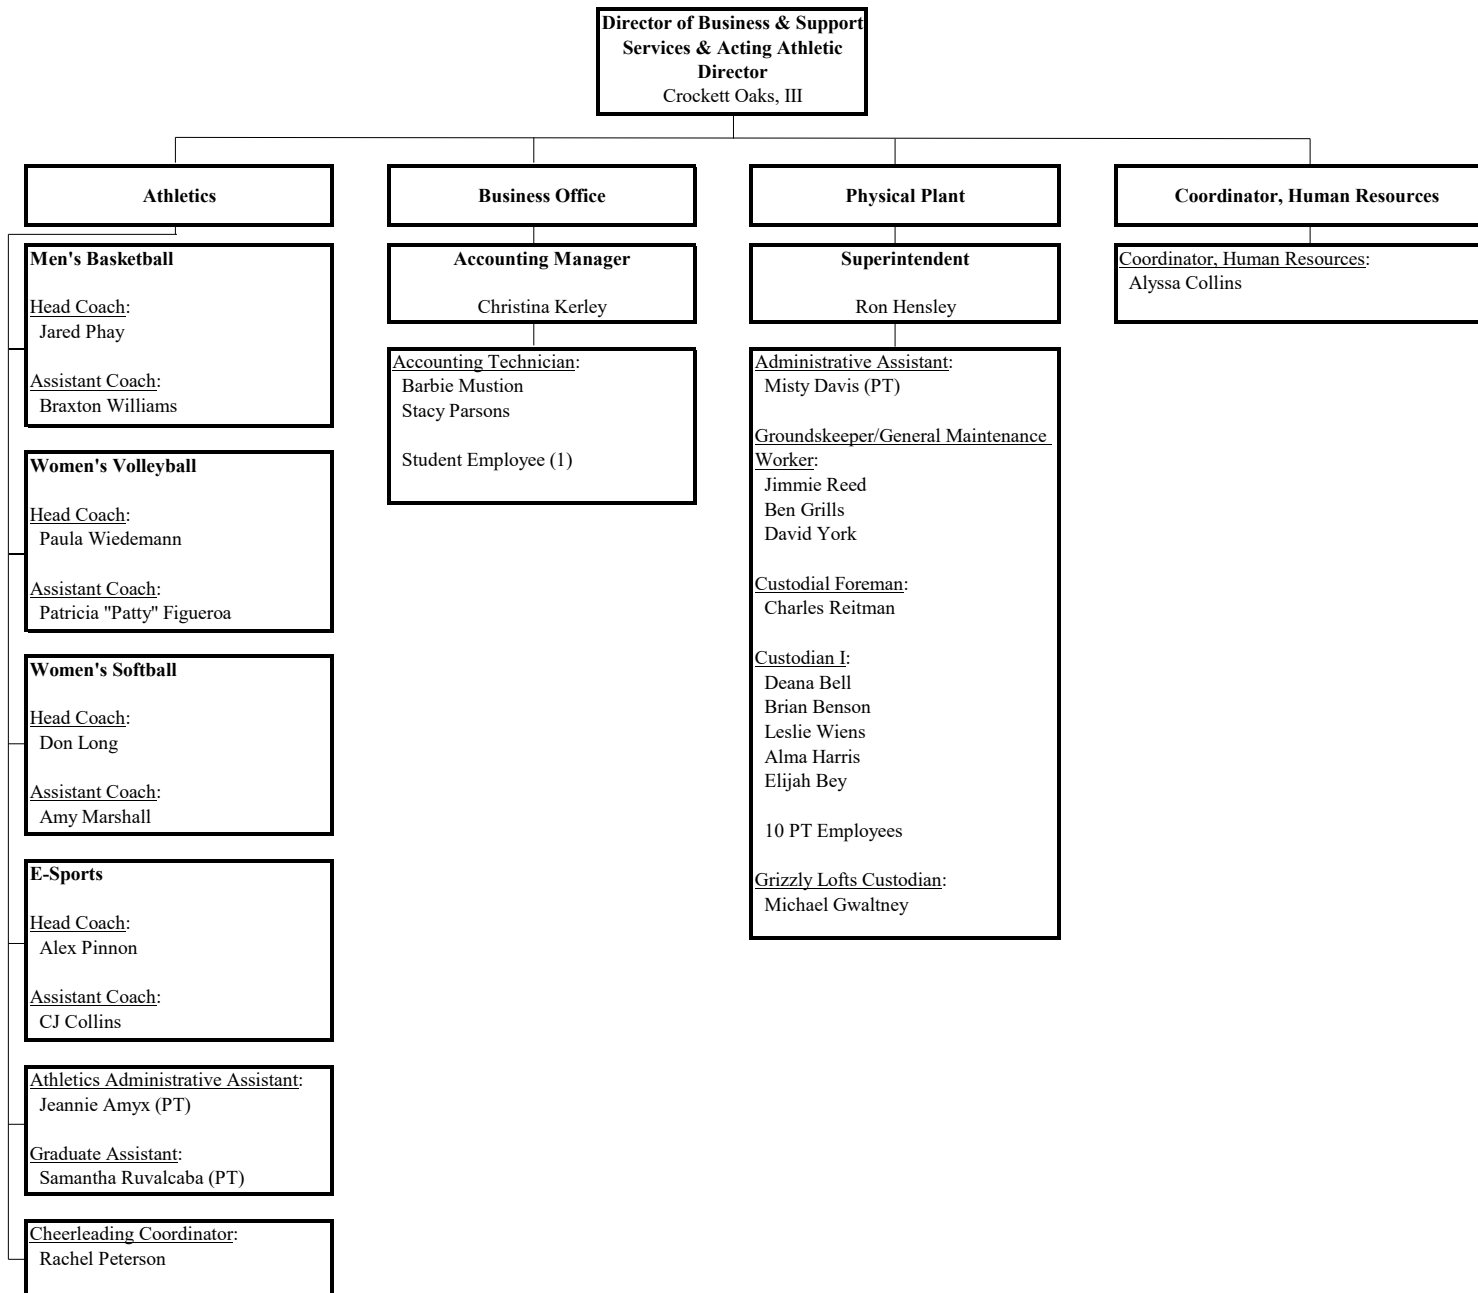 Director of Business & Support
Services & Acting Athletic
Director
Crockett Oaks, III
Athletics
Men's Basketball
Head Coach:
Jared Phay
Assistant Coach:
Braxton Williams
Women's Volleyball
Head Coach:
Paula Wiedemann
Assistant Coach:
Patricia "Patty" Figueroa
Women's Softball
Head Coach:
Don Long
Assistant Coach:
Amy Marshall
E-Sports
Head Coach:
Alex Pinnon
Assistant Coach:
CJ Collins
Athletics Administrative Assistant:
Jeannie Amyx (PT)
Graduate Assistant:
Samantha Ruvalcaba (PT)
Cheerleading Coordinator:
Rachel Peterson
Business Office
Accounting Manager
Christina Kerley
Accounting Technician:
Barbie Mustion
Stacy Parsons
Student Employee (1)
Physical Plant
Superintendent
Ron Hensley
Administrative Assistant:
Misty Davis (PT)
Groundskeeper/General Maintenance
Worker:
Jimmie Reed
Ben Grills
David York
Custodial Foreman:
Charles Reitman
Custodian I:
Deana Bell
Brian Benson
Leslie Wiens
Alma Harris
Elijah Bey
10 PT Employees
Grizzly Lofts Custodian:
Michael Gwaltney
Coordinator, Human Resources
Coordinator, Human Resources:
Alyssa Collins